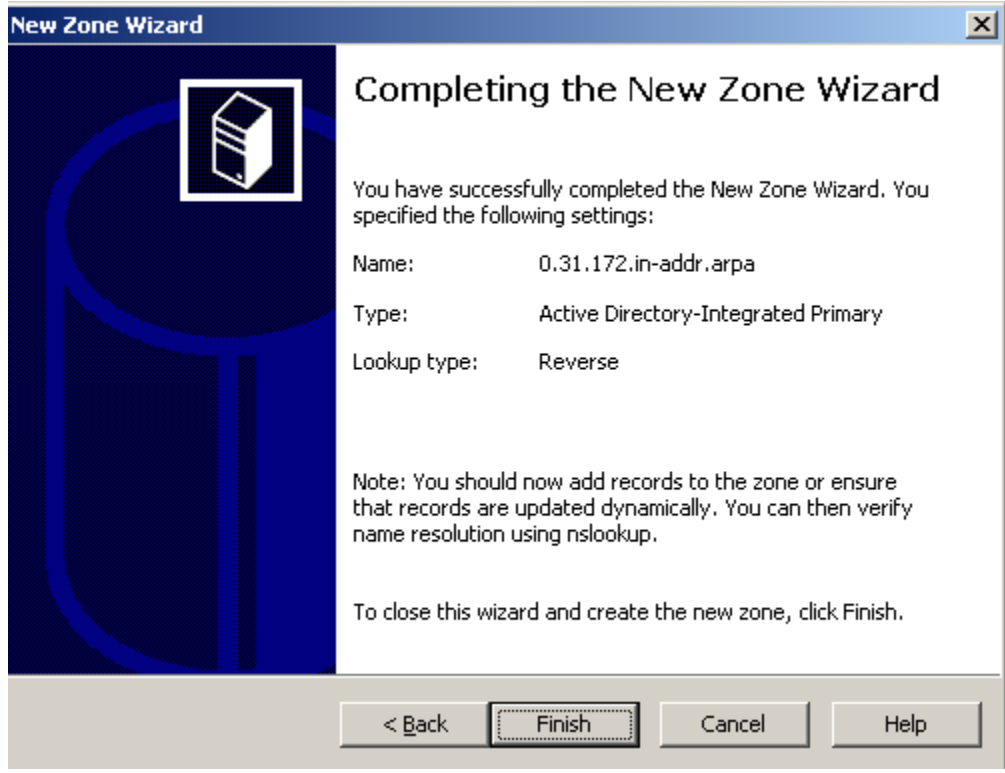 New Zone Wizard
Completing the New Zone Wizard
You have successfully completed the New Zone Wizard. You
specified the following settings:
Name: 0.31.172.in-addr.arpa
Type: Active Directory-Integrated Primary
Lookup type: Reverse
Note: You should now add records to the zone or ensure
that records are updated dynamically. You can then verify
name resolution using nslookup.
To close this wizard and create the new zone, click Finish.
< Back Finish Cancel Help